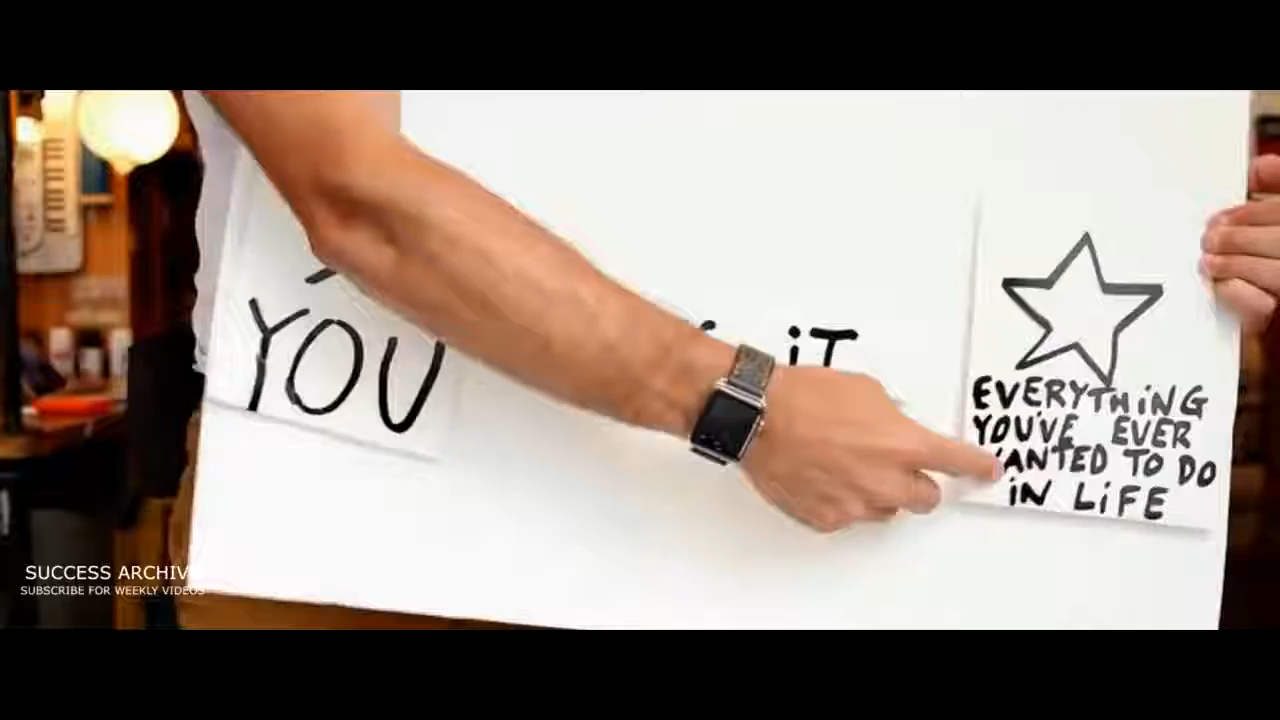 YOU
iT
EVERYTHiNG
YOU'VE EVER
WANTED TO DO
iN LiFE
SUCCESS ARCHIVE
SUBSCRIBE FOR WEEKLY VIDEOS